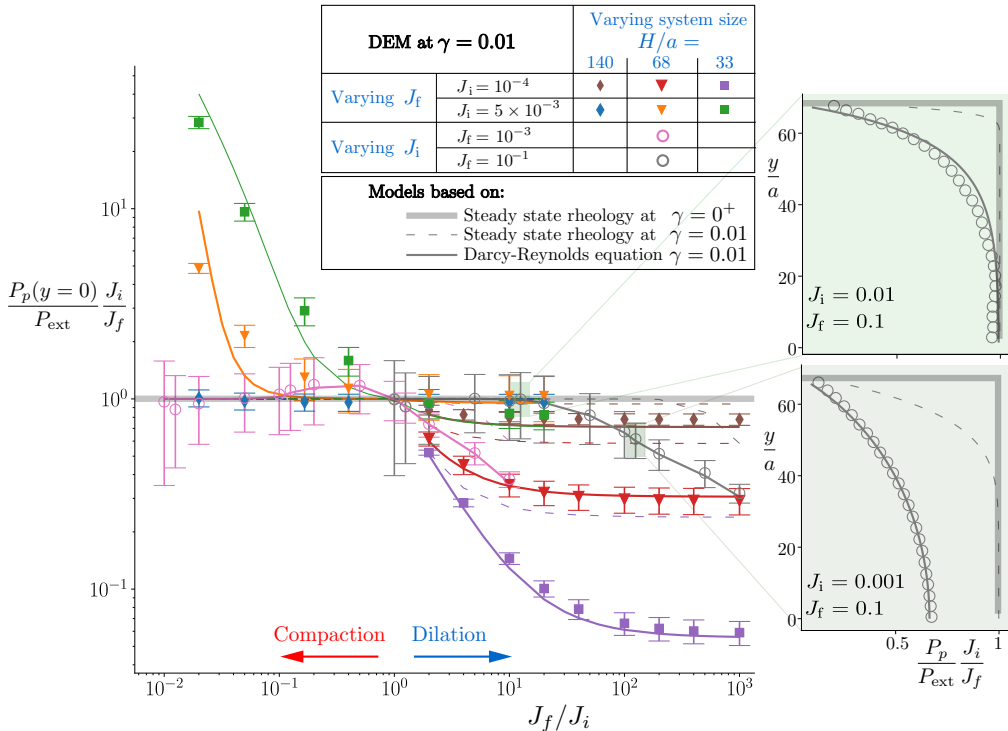 DEM at γ = 0.01
Varying system size
H/a =
140 68 33
Varying J_f
J_i = 10^{-4}
J_i = 5 × 10^{-3}
Varying J_i
J_f = 10^{-3}
J_f = 10^{-1}
Models based on:
Steady state rheology at γ = 0^+
Steady state rheology at γ = 0.01
Darcy-Reynolds equation γ = 0.01
P_p(y = 0) / P_ext J_i / J_f
10^1
10^0
10^{-1}
Compaction
Dilation
10^{-2} 10^{-1} 10^0 10^1 10^2 10^3
J_f/J_i
y/a
60
40
20
0
J_i = 0.01
J_f = 0.1
y/a
60
40
20
0
J_i = 0.001
J_f = 0.1
0.5 1
P_p / P_ext J_i / J_f